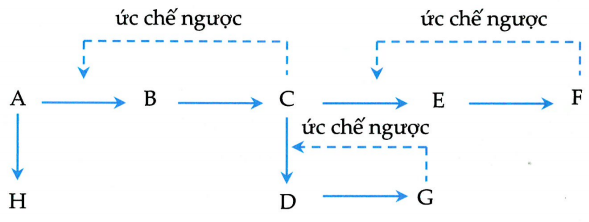 ức chế ngược
ức chế ngược
A B C E F
ức chế ngược
H D G